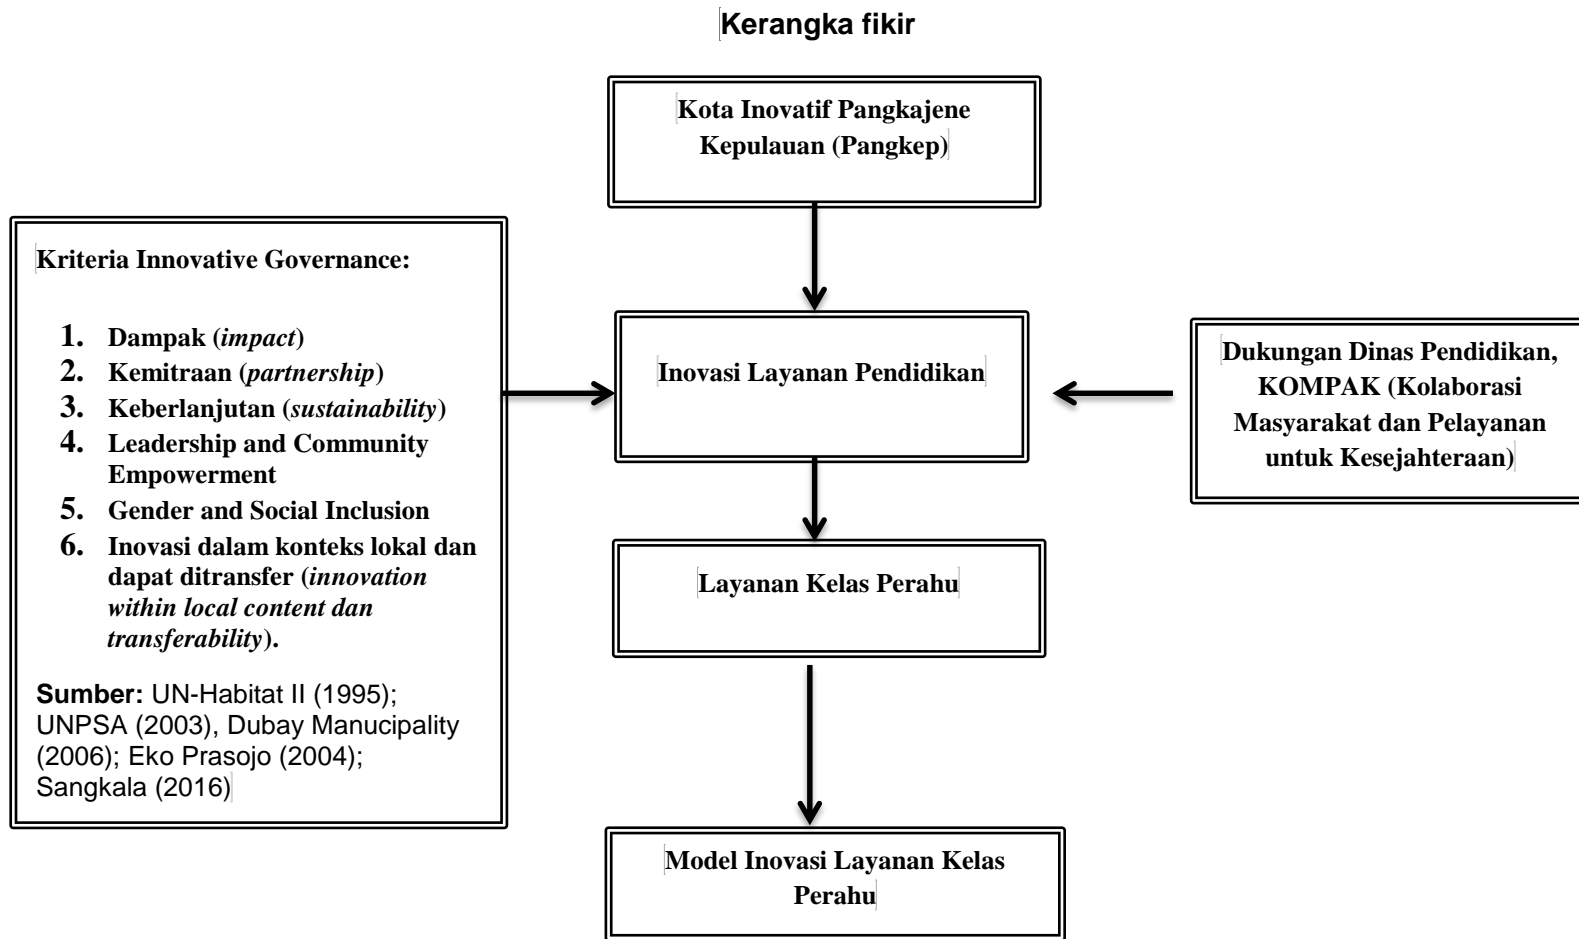 Kerangka fikir
Kota Inovatif Pangkajene
Kepulauan (Pangkep)
Kriteria Innovative Governance:
1. Dampak (impact)
2. Kemitraan (partnership)
3. Keberlanjutan (sustainability)
4. Leadership and Community
Empowerment
5. Gender and Social Inclusion
6. Inovasi dalam konteks lokal dan
dapat ditransfer (innovation
within local content dan
transferability).
Sumber: UN-Habitat II (1995);
UNPSA (2003), Dubay Manucipality
(2006); Eko Prasojo (2004);
Sangkala (2016)
Inovasi Layanan Pendidikan
Dukungan Dinas Pendidikan,
KOMPAK (Kolaborasi
Masyarakat dan Pelayanan
untuk Kesejahteraan)
Layanan Kelas Perahu
Model Inovasi Layanan Kelas
Perahu